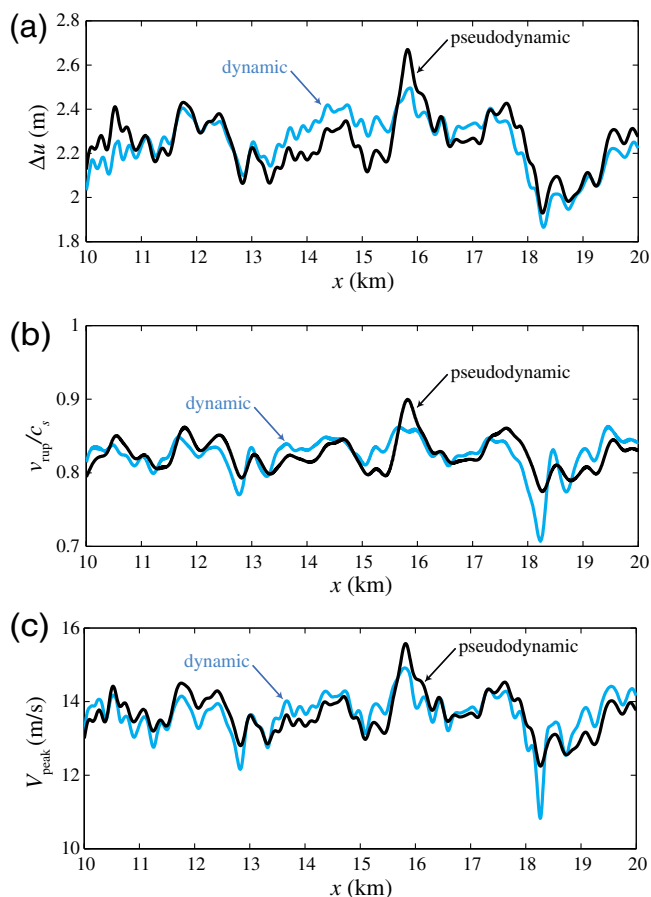 (a)
2.8
2.6
2.4
2.2
2
1.8
Δu (m)
dynamic
pseudodynamic
10 11 12 13 14 15 16 17 18 19 20
x (km)
(b)
1
0.9
0.8
0.7
v_rup/c_s
dynamic
pseudodynamic
10 11 12 13 14 15 16 17 18 19 20
x (km)
(c)
16
14
12
10
V_peak (m/s)
dynamic
pseudodynamic
10 11 12 13 14 15 16 17 18 19 20
x (km)